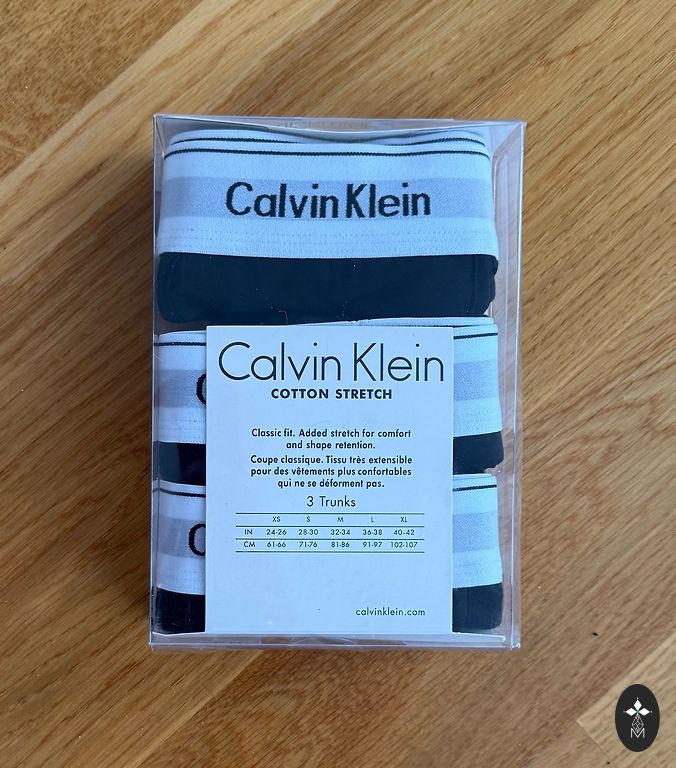 Calvin Klein
Calvin Klein
COTTON STRETCH
Classic fit. Added stretch for comfort
and shape retention.
Coupe classique. Tissu très extensible
pour des vêtements plus confortables
qui ne se déforment pas.
3 Trunks
XS S M L XL
IN 24-26 28-30 32-34 36-38 40-42
CM 61-66 71-76 81-86 91-97 102-107
calvinklein.com
C
C
M